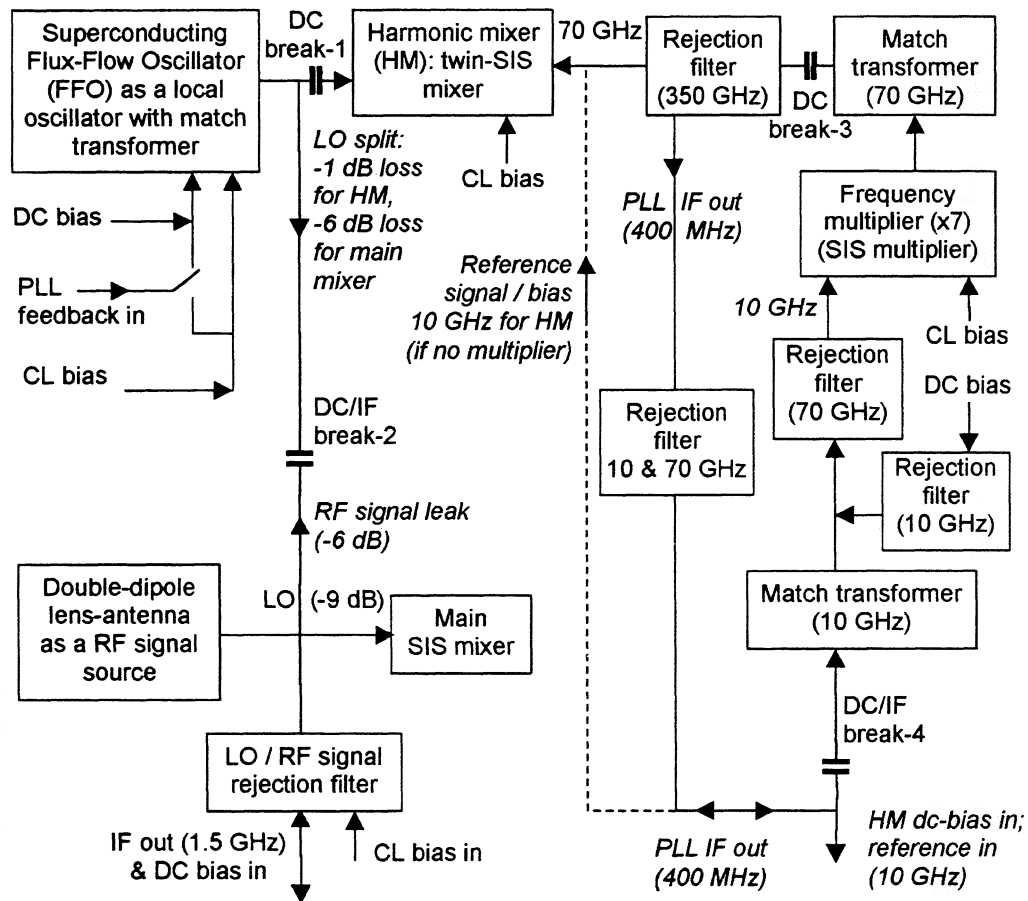 Superconducting
Flux-Flow Oscillator
(FFO) as a local
oscillator with match
transformer
DC
break-1
Harmonic mixer
(HM): twin-SIS
mixer
70 GHz
Rejection
filter
(350 GHz)
DC
break-3
Match
transformer
(70 GHz)
LO split:
-1 dB loss
for HM,
-6 dB loss
for main
mixer
CL bias
DC bias
PLL
feedback in
CL bias
PLL IF out
(400 MHz)
Frequency
multiplier (x7)
(SIS multiplier)
Reference
signal / bias
10 GHz for HM
(if no multiplier)
10 GHz
CL bias
Rejection
filter
(70 GHz)
DC bias
DC/IF
break-2
Rejection
filter
10 & 70 GHz
Rejection
filter
(10 GHz)
RF signal leak
(-6 dB)
Double-dipole
lens-antenna
as a RF signal
source
LO (-9 dB)
Main
SIS mixer
Match transformer
(10 GHz)
DC/IF
break-4
LO / RF signal
rejection filter
IF out (1.5 GHz)
& DC bias in
CL bias in
PLL IF out
(400 MHz)
HM dc-bias in;
reference in
(10 GHz)